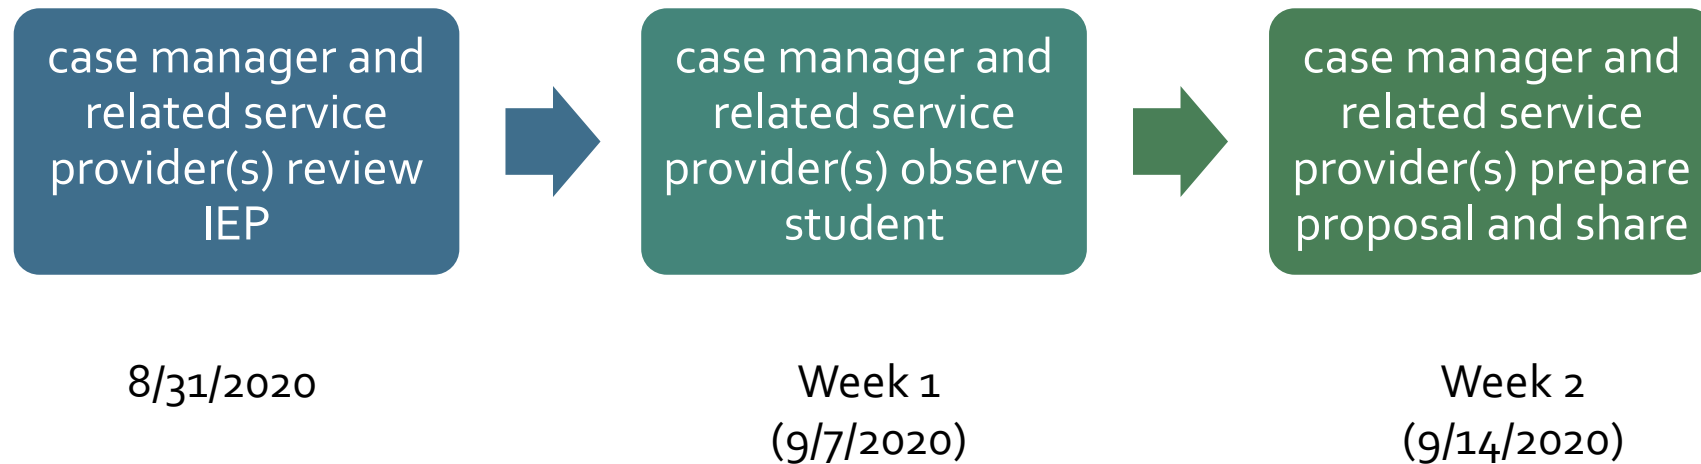 case manager and
related service
provider(s) review
IEP
case manager and
related service
provider(s) observe
student
case manager and
related service
provider(s) prepare
proposal and share
8/31/2020
Week 1
(9/7/2020)
Week 2
(9/14/2020)